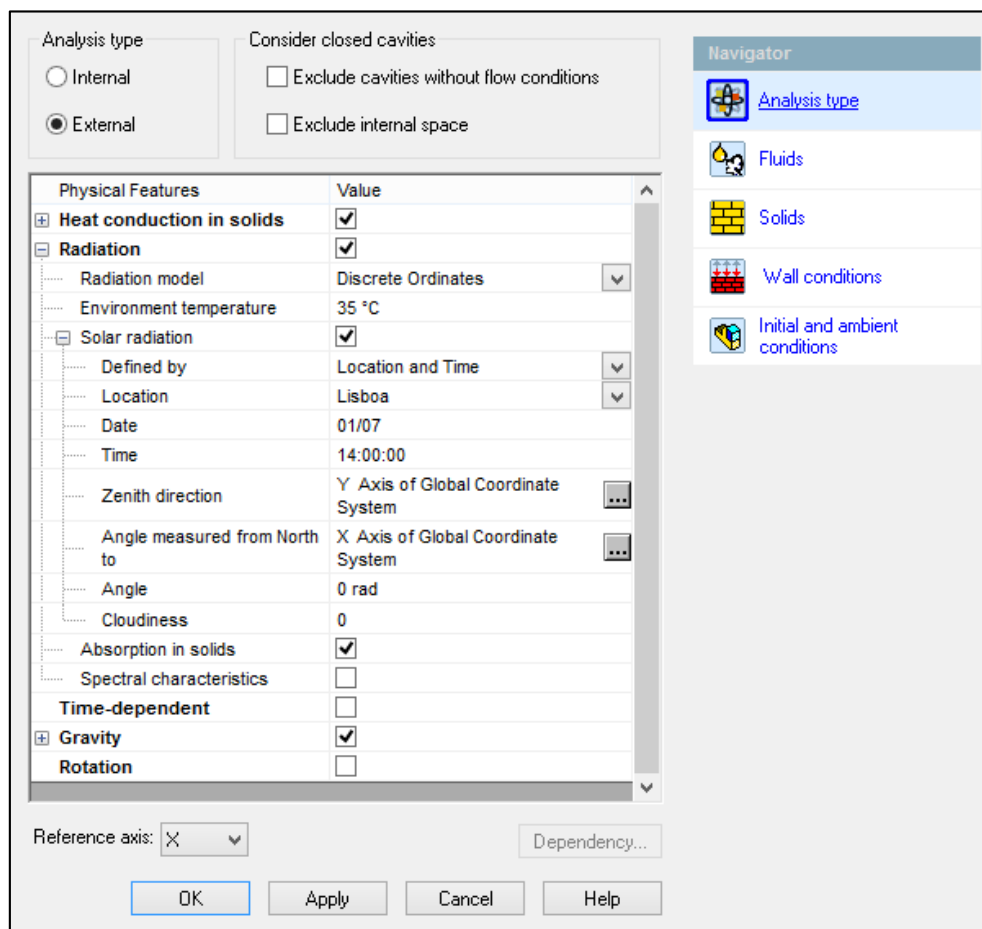 Analysis type
Internal
External
Consider closed cavities
Exclude cavities without flow conditions
Exclude internal space
Physical Features Value
Heat conduction in solids
Radiation
Radiation model Discrete Ordinates
Environment temperature 35 °C
Solar radiation
Defined by Location and Time
Location Lisboa
Date 01/07
Time 14:00:00
Zenith direction Y Axis of Global Coordinate
System ...
Angle measured from North X Axis of Global Coordinate
to System ...
Angle 0 rad
Cloudiness 0
Absorption in solids
Spectral characteristics
Time-dependent
Gravity
Rotation
Reference axis: X
Dependency...
OK Apply Cancel Help
Navigator
Analysis type
Fluids
Solids
Wall conditions
Initial and ambient
conditions